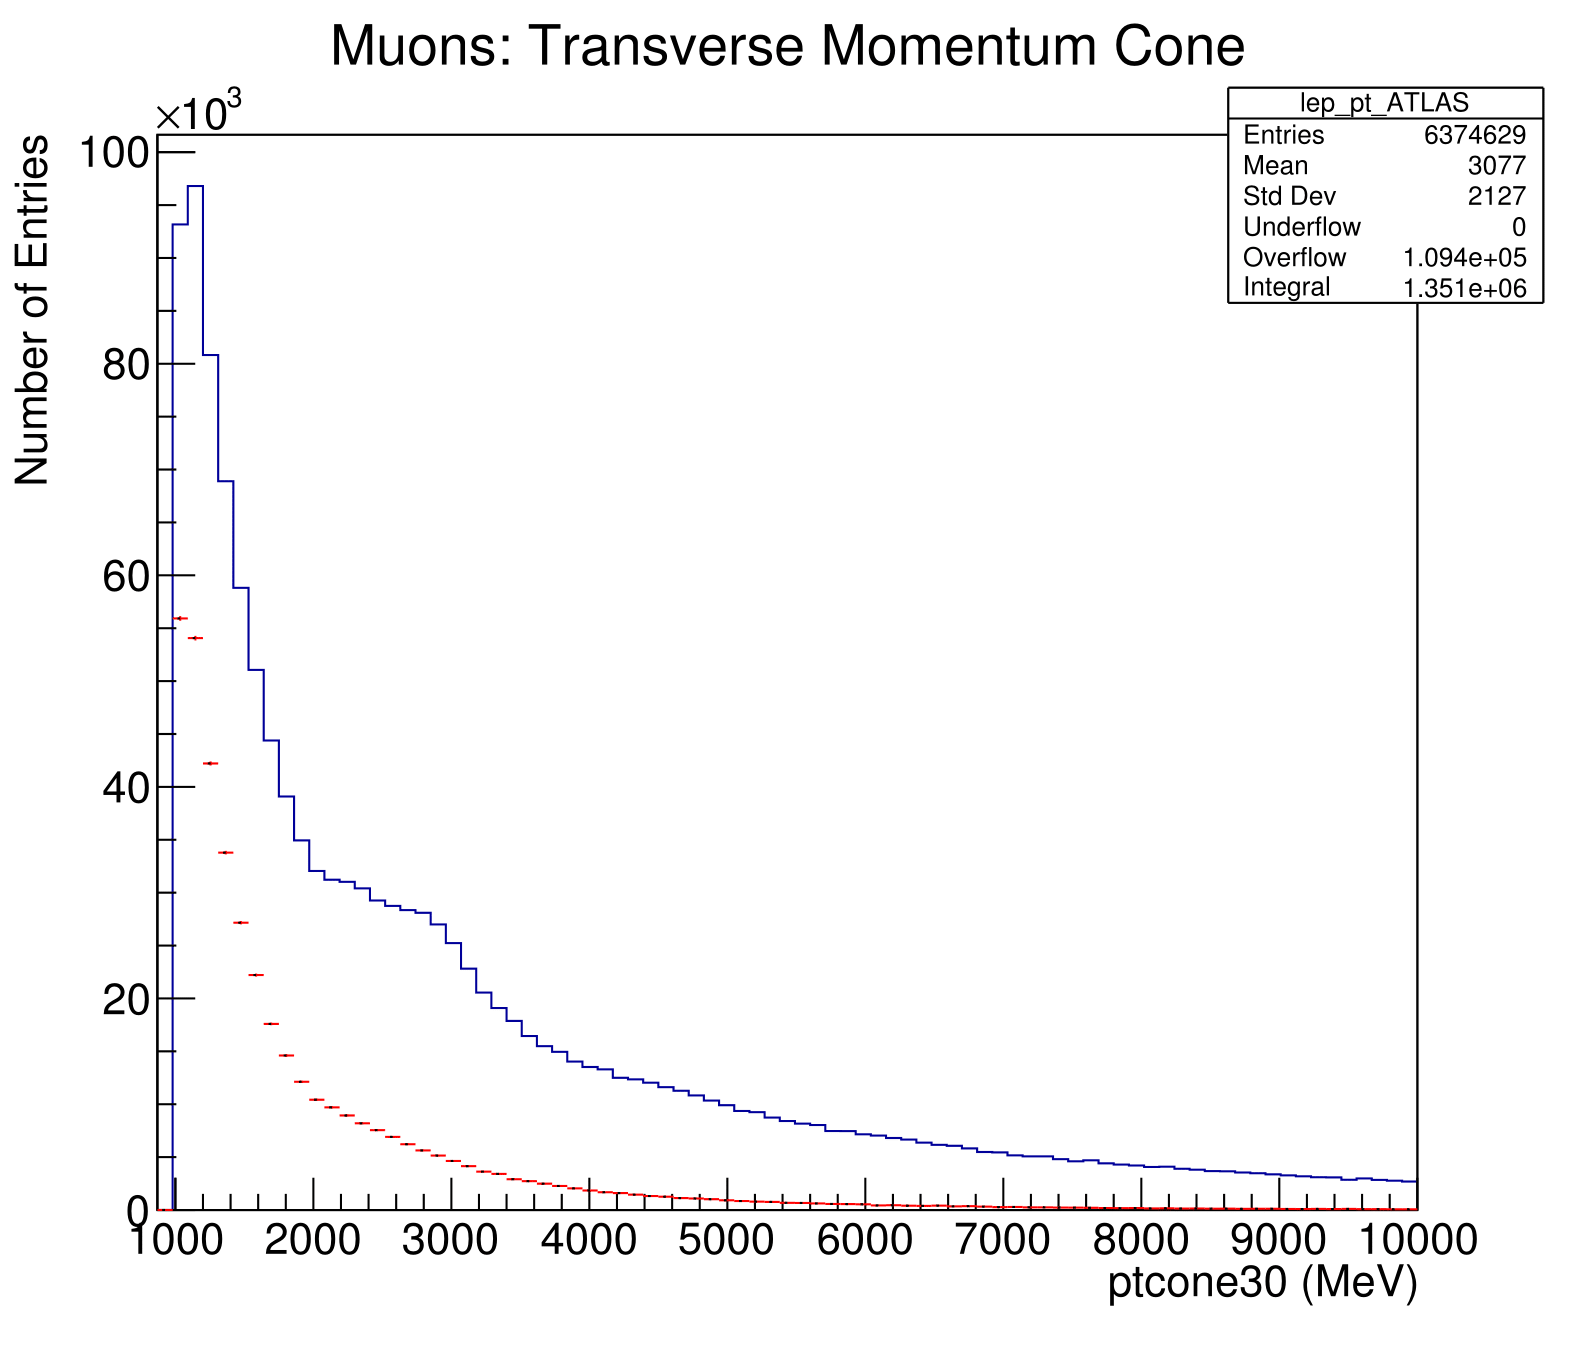 Muons: Transverse Momentum Cone
×10³
lep_pt_ATLAS
Entries 6374629
Mean 3077
Std Dev 2127
Underflow 0
Overflow 1.094e+05
Integral 1.351e+06
Number of Entries
100
80
60
40
20
0
1000 2000 3000 4000 5000 6000 7000 8000 9000 10000
ptcone30 (MeV)